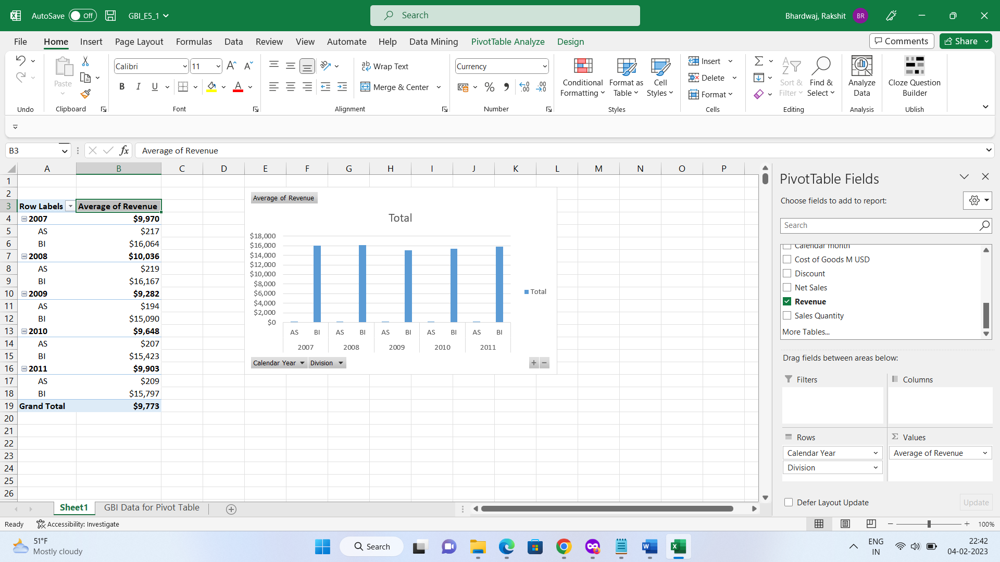 AutoSave Off GBI_E5_1 Search Bhardwaj, Rakshit BR
File Home Insert Page Layout Formulas Data Review View Automate Help Data Mining PivotTable Analyze Design Comments Share
Calibri 11 Wrap Text Currency Insert
Paste Conditional Format as Cell Delete Sort & Find & Analyze Cloze Question
B I U A Merge & Center % Formatting Table Styles Format Filter Select Data Builder
Undo Clipboard Font Alignment Number Styles Cells Editing Analysis Ublish
B3 fx Average of Revenue
A B C D E F G H I J K L M N O P
1
2
3 Row Labels Average of Revenue
4 2007 $9,970
5 AS $217
6 BI $16,064
7 2008 $10,036
8 AS $219
9 BI $16,167
10 2009 $9,282
11 AS $194
12 BI $15,090
13 2010 $9,648
14 AS $207
15 BI $15,423
16 2011 $9,903
17 AS $209
18 BI $15,797
19 Grand Total $9,773
20
21
22
23
24
25
26
Average of Revenue
Total
$18,000
$16,000
$14,000
$12,000
$10,000
$8,000
$6,000
$4,000
$2,000
$0
AS BI AS BI AS BI AS BI AS BI
2007 2008 2009 2010 2011
Total
Calendar Year Division + −
PivotTable Fields
Choose fields to add to report:
Search
Calendar month
Cost of Goods M USD
Discount
Net Sales
Revenue
Sales Quantity
More Tables...
Drag fields between areas below:
Filters Columns
Rows Values
Calendar Year Average of Revenue
Division
Defer Layout Update Update
Sheet1 GBI Data for Pivot Table
Ready Accessibility: Investigate 100%
51°F
Mostly cloudy
Search
ENG
IN
22:42
04-02-2023